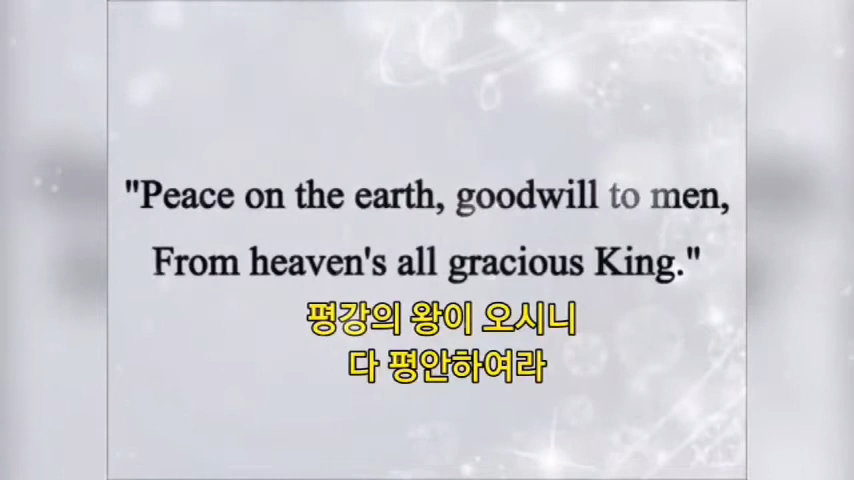 "Peace on the earth, goodwill to men,
From heaven's all gracious King."
평강의 왕이 오시니
다 평안하여라